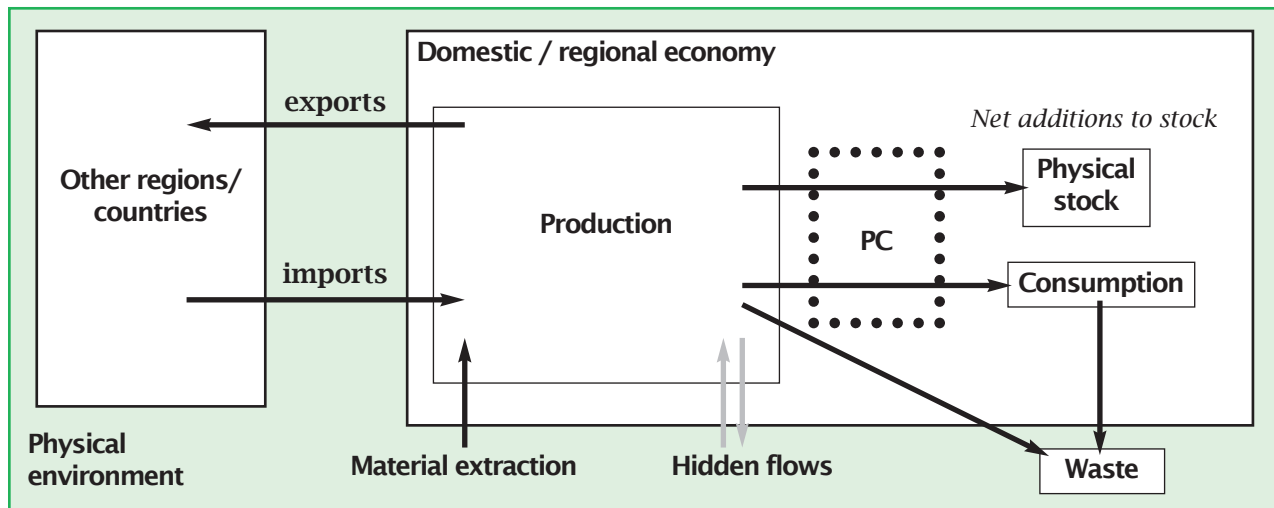 Domestic / regional economy
exports
Net additions to stock
Other regions/
countries
Production
PC
Physical
stock
imports
Consumption
Physical
environment
Material extraction
Hidden flows
Waste